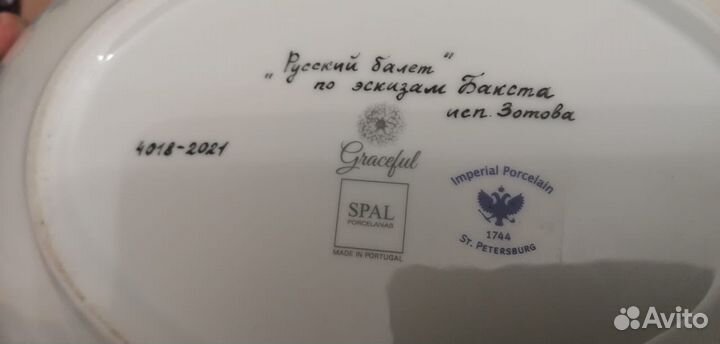 "Русский балет"
по эскизам Бакста
исп. Зотова
4018-2021
Graceful
SPAL
PORCELANAS
MADE IN PORTUGAL
Imperial Porcelain
1744
St. PETERSBURG
Avito